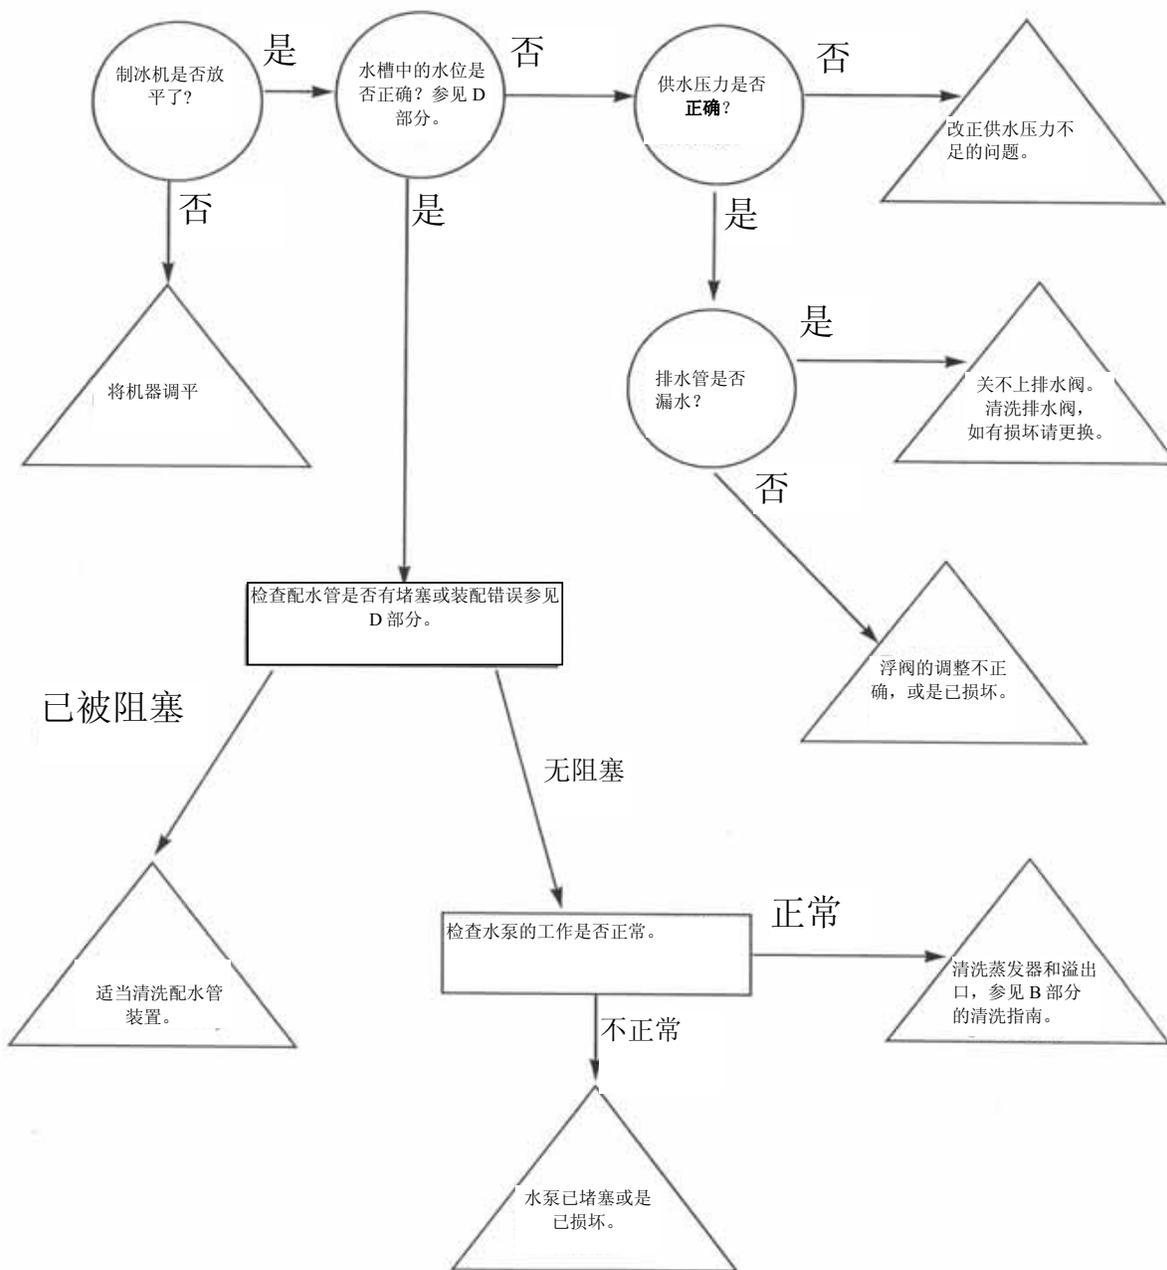 制冰机是否放
平了?
是
水槽中的水位是
否正确？参见 D
部分。
否
供水压力是否
正确？
否
改正供水压力不
足的问题。
否
是
是
将机器调平
排水管是否
漏水？
是
关不上排水阀。
清洗排水阀，
如有损坏请更换。
否
浮阀的调整不正
确，或是已损坏。
检查配水管是否有堵塞或装配错误参见
D 部分。
已被阻塞
无阻塞
适当清洗配水管
装置。
检查水泵的工作是否正常。
正常
清洗蒸发器和溢出
口，参见 B 部分
的清洗指南。
不正常
水泵已堵塞或是
已损坏。